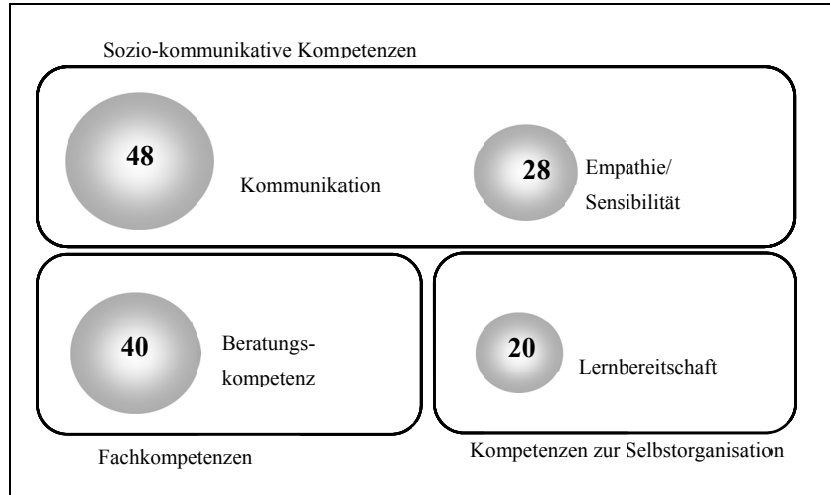 Sozio-kommunikative Kompetenzen
48
Kommunikation
28
Empathie/
Sensibilität
40
Beratungs-
kompetenz
20
Lernbereitschaft
Fachkompetenzen
Kompetenzen zur Selbstorganisation